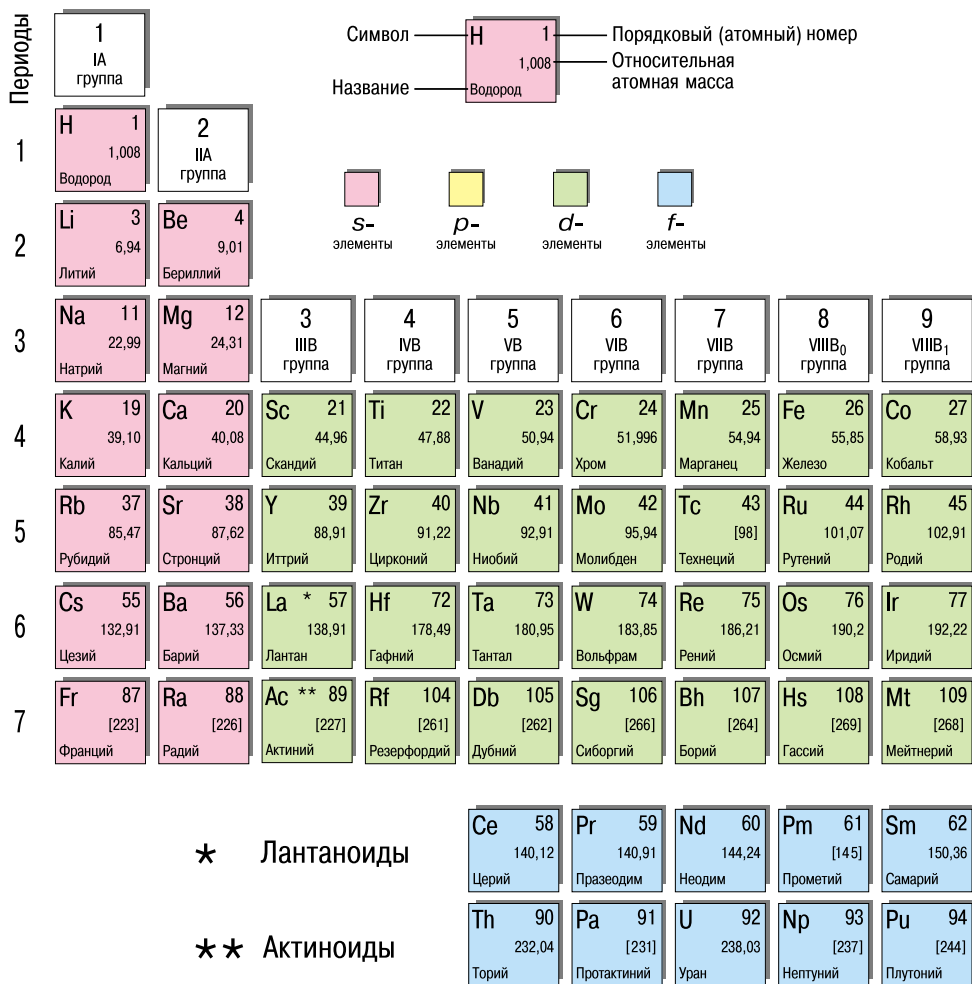 Периоды
1
IA
группа
Символ
H 1
1,008
Водород
Порядковый (атомный) номер
Относительная
атомная масса
Название
1
H 1
1,008
Водород
2
IIA
группа
s-
элементы
p-
элементы
d-
элементы
f-
элементы
2
Li 3
6,94
Литий
Be 4
9,01
Бериллий
3
Na 11
22,99
Натрий
Mg 12
24,31
Магний
3
IIIB
группа
4
IVB
группа
5
VB
группа
6
VIB
группа
7
VIIB
группа
8
VIIIB₀
группа
9
VIIIB₁
группа
4
K 19
39,10
Калий
Ca 20
40,08
Кальций
Sc 21
44,96
Скандий
Ti 22
47,88
Титан
V 23
50,94
Ванадий
Cr 24
51,996
Хром
Mn 25
54,94
Марганец
Fe 26
55,85
Железо
Co 27
58,93
Кобальт
5
Rb 37
85,47
Рубидий
Sr 38
87,62
Стронций
Y 39
88,91
Иттрий
Zr 40
91,22
Цирконий
Nb 41
92,91
Ниобий
Mo 42
95,94
Молибден
Tc 43
[98]
Технеций
Ru 44
101,07
Рутений
Rh 45
102,91
Родий
6
Cs 55
132,91
Цезий
Ba 56
137,33
Барий
La * 57
138,91
Лантан
Hf 72
178,49
Гафний
Ta 73
180,95
Тантал
W 74
183,85
Вольфрам
Re 75
186,21
Рений
Os 76
190,2
Осмий
Ir 77
192,22
Иридий
7
Fr 87
[223]
Франций
Ra 88
[226]
Радий
Ac ** 89
[227]
Актиний
Rf 104
[261]
Резерфордий
Db 105
[262]
Дубний
Sg 106
[266]
Сиборгий
Bh 107
[264]
Борий
Hs 108
[269]
Гассий
Mt 109
[268]
Мейтнерий
* Лантаноиды
Ce 58
140,12
Церий
Pr 59
140,91
Празеодим
Nd 60
144,24
Неодим
Pm 61
[145]
Прометий
Sm 62
150,36
Самарий
** Актиноиды
Th 90
232,04
Торий
Pa 91
[231]
Протактиний
U 92
238,03
Уран
Np 93
[237]
Нептуний
Pu 94
[244]
Плутоний